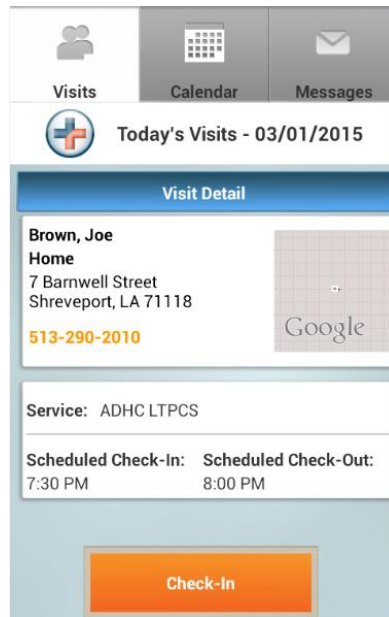 Visits Calendar Messages
Today's Visits - 03/01/2015
Visit Detail
Brown, Joe
Home
7 Barnwell Street
Shreveport, LA 71118
513-290-2010
Google
Service: ADHC LTPCS
Scheduled Check-In: Scheduled Check-Out:
7:30 PM 8:00 PM
Check-In